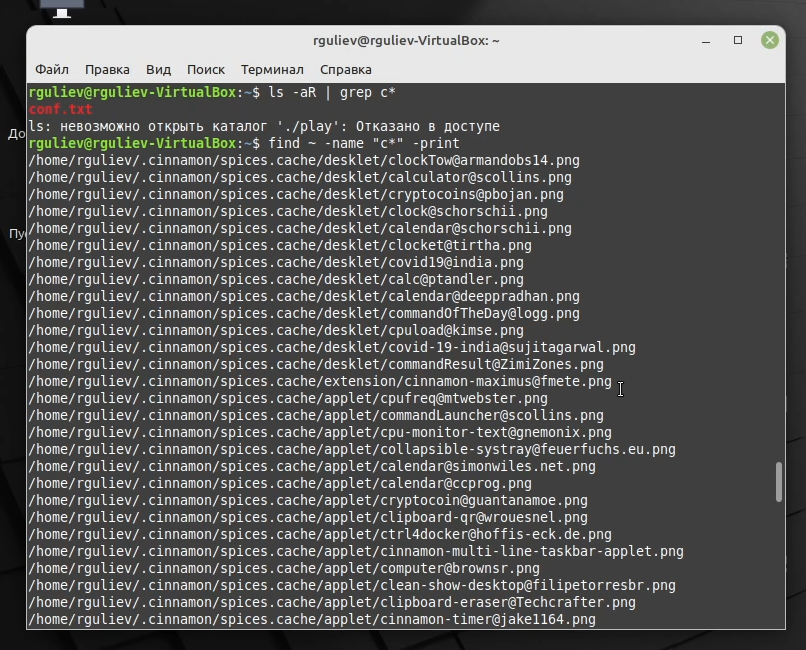 rguliev@rguliev-VirtualBox: ~
Файл Правка Вид Поиск Терминал Справка
rguliev@rguliev-VirtualBox:~$ ls -aR | grep c*
conf.txt
ls: невозможно открыть каталог './play': Отказано в доступе
rguliev@rguliev-VirtualBox:~$ find ~ -name "c*" -print
/home/rguliev/.cinnamon/spices.cache/desklet/clockTow@armandobs14.png
/home/rguliev/.cinnamon/spices.cache/desklet/calculator@scollins.png
/home/rguliev/.cinnamon/spices.cache/desklet/cryptocoins@pbojan.png
/home/rguliev/.cinnamon/spices.cache/desklet/clock@schorschii.png
/home/rguliev/.cinnamon/spices.cache/desklet/calendar@schorschii.png
/home/rguliev/.cinnamon/spices.cache/desklet/clocket@tirtha.png
/home/rguliev/.cinnamon/spices.cache/desklet/covid19@india.png
/home/rguliev/.cinnamon/spices.cache/desklet/calc@ptandler.png
/home/rguliev/.cinnamon/spices.cache/desklet/calendar@deeppradhan.png
/home/rguliev/.cinnamon/spices.cache/desklet/commandOfTheDay@logg.png
/home/rguliev/.cinnamon/spices.cache/desklet/cpuload@kimse.png
/home/rguliev/.cinnamon/spices.cache/desklet/covid-19-india@sujitagarwal.png
/home/rguliev/.cinnamon/spices.cache/desklet/commandResult@ZimiZones.png
/home/rguliev/.cinnamon/spices.cache/extension/cinnamon-maximus@fmete.png
/home/rguliev/.cinnamon/spices.cache/applet/cpufreq@mtwebster.png
/home/rguliev/.cinnamon/spices.cache/applet/commandLauncher@scollins.png
/home/rguliev/.cinnamon/spices.cache/applet/cpu-monitor-text@gnemonix.png
/home/rguliev/.cinnamon/spices.cache/applet/collapsible-systray@feuerfuchs.eu.png
/home/rguliev/.cinnamon/spices.cache/applet/calendar@simonwiles.net.png
/home/rguliev/.cinnamon/spices.cache/applet/calendar@ccprog.png
/home/rguliev/.cinnamon/spices.cache/applet/cryptocoin@guantanamoe.png
/home/rguliev/.cinnamon/spices.cache/applet/clipboard-qr@wrouesnel.png
/home/rguliev/.cinnamon/spices.cache/applet/ctrl4docker@hoffis-eck.de.png
/home/rguliev/.cinnamon/spices.cache/applet/cinnamon-multi-line-taskbar-applet.png
/home/rguliev/.cinnamon/spices.cache/applet/computer@brownsr.png
/home/rguliev/.cinnamon/spices.cache/applet/clean-show-desktop@filipetorresbr.png
/home/rguliev/.cinnamon/spices.cache/applet/clipboard-eraser@Techcrafter.png
/home/rguliev/.cinnamon/spices.cache/applet/cinnamon-timer@jake1164.png